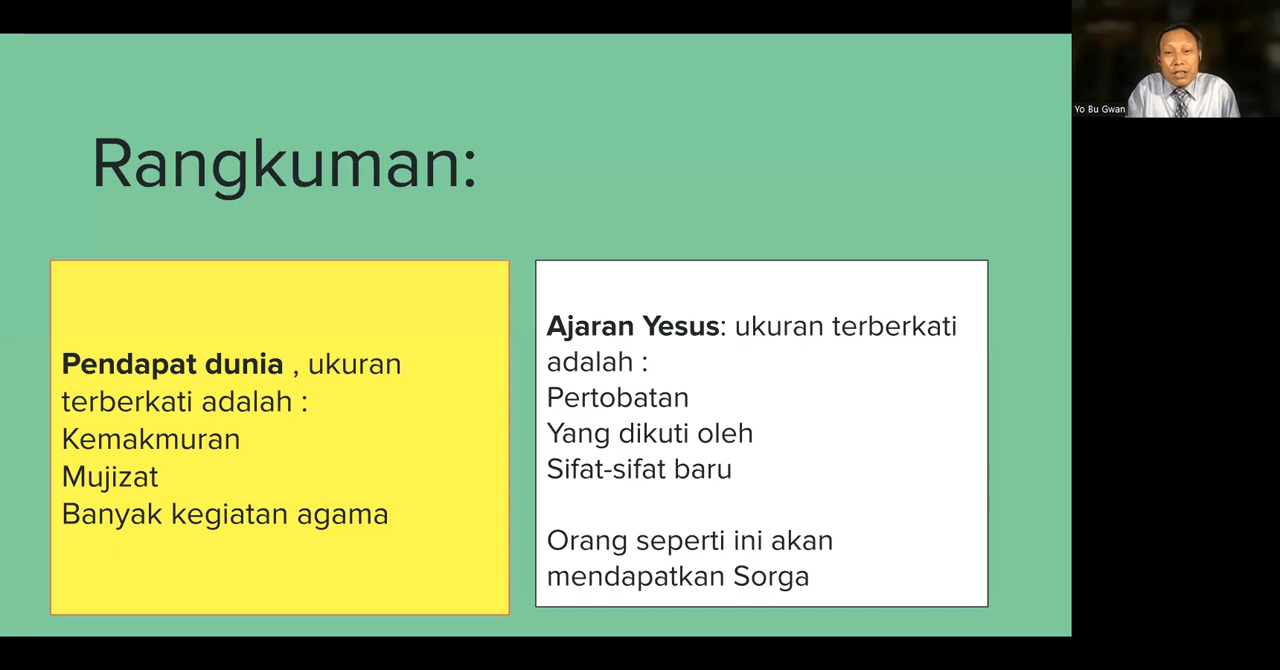 Rangkuman:
Pendapat dunia , ukuran
terberkati adalah :
Kemakmuran
Mujizat
Banyak kegiatan agama
Ajaran Yesus: ukuran terberkati
adalah :
Pertobatan
Yang dikuti oleh
Sifat-sifat baru
Orang seperti ini akan
mendapatkan Sorga
Yo Bu Gwan